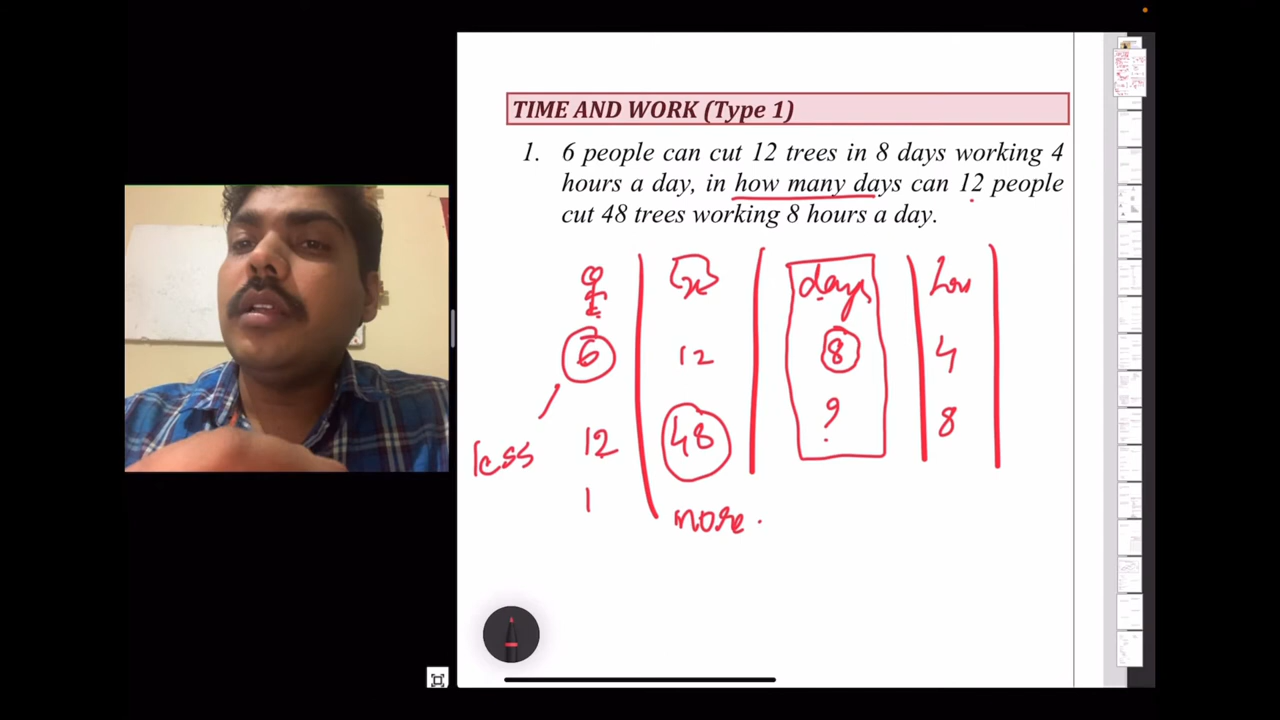 TIME AND WORK (Type 1)
1. 6 people can cut 12 trees in 8 days working 4
hours a day, in how many days can 12 people
cut 48 trees working 8 hours a day.
days
6 12 8 4
12 48 ? 8
less
1
more.